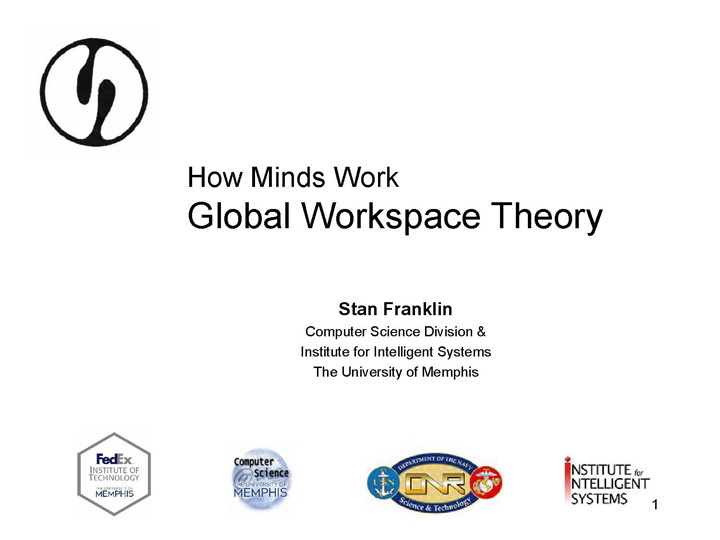 How Minds Work
Global Workspace Theory
Stan Franklin
Computer Science Division &
Institute for Intelligent Systems
The University of Memphis
FedEx
INSTITUTE OF
TECHNOLOGY
THE UNIVERSITY OF
MEMPHIS
Computer
@Science
THE UNIVERSITY OF
MEMPHIS
DEPARTMENT OF THE NAVY
ONR
Science & Technology
INSTITUTE for
INTELLIGENT
SYSTEMS
1